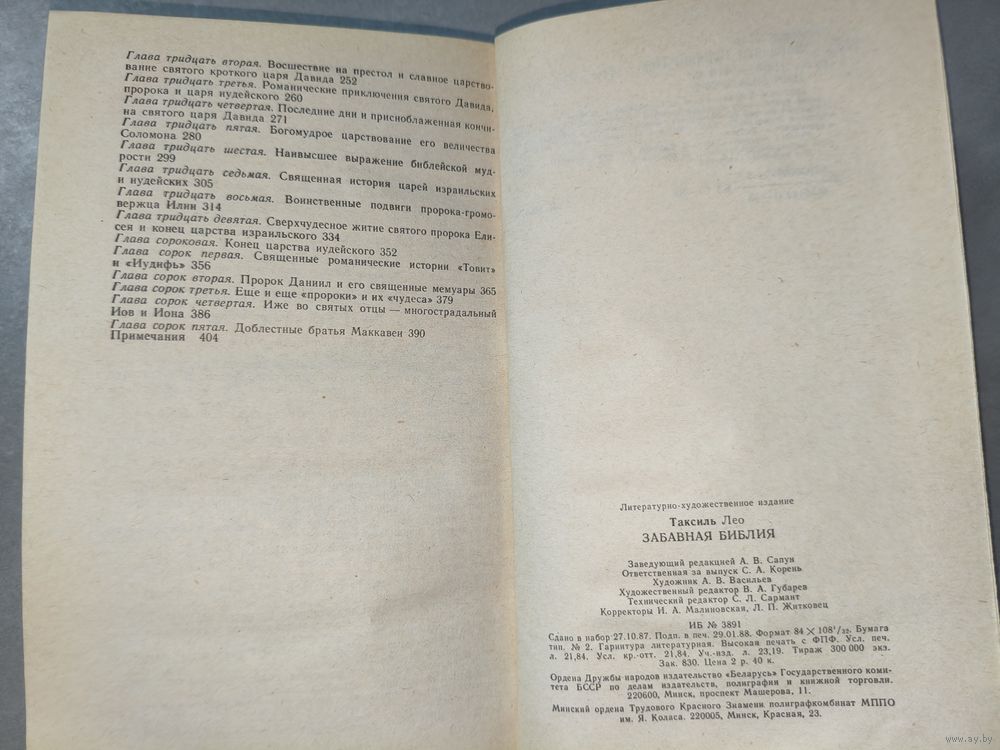 Глава тридцать вторая. Восшествие на престол и славное царство-
вание святого кроткого царя Давида 252
Глава тридцать третья. Романические приключения святого Давида,
пророка и царя иудейского 260
Глава тридцать четвертая. Последние дни и присноблаженная кончи-
на святого царя Давида 271
Глава тридцать пятая. Богомудрое царствование его величества
Соломона 280
Глава тридцать шестая. Наивысшее выражение библейской муд-
рости 299
Глава тридцать седьмая. Священная история царей израильских
и иудейских 305
Глава тридцать восьмая. Воинственные подвиги пророка-громо-
вержца Илии 314
Глава тридцать девятая. Сверхчудесное житие святого пророка Ели-
сея и конец царства израильского 334
Глава сороковая. Конец царства иудейского 352
Глава сорок первая. Священные романические истории «Товит»
и «Иудифь» 356
Глава сорок вторая. Пророк Даниил и его священные мемуары 365
Глава сорок третья. Еще и еще «пророки» и их «чудеса» 379
Глава сорок четвертая. Иже во святых отцы — многострадальный
Иов и Иона 386
Глава сорок пятая. Доблестные братья Маккавеи 390
Примечания 404
Литературно-художественное издание
Таксиль Лео
ЗАБАВНАЯ БИБЛИЯ
Заведующий редакцией А. В. Сапун
Ответственная за выпуск С. А. Корень
Художник А. В. Васильев
Художественный редактор В. А. Губарев
Технический редактор С. Л. Сармант
Корректоры И. А. Малиновская, Л. П. Житковец
ИБ № 3891
Сдано в набор 27.10.87. Подп. в печ. 29.01.88. Формат 84 × 108¹/₃₂. Бумага
тип. № 2. Гарнитура литературная. Высокая печать с ФПФ. Усл. печ.
л. 21,84. Усл. кр.-отт. 21,84. Уч.-изд. л. 23,19. Тираж 300 000 экз.
Зак. 830. Цена 2 р. 40 к.
Ордена Дружбы народов издательство «Беларусь» Государственного коми-
тета БССР по делам издательств, полиграфии и книжной торговли.
220600, Минск, проспект Машерова, 11.
Минский ордена Трудового Красного Знамени полиграфкомбинат МППО
им. Я. Коласа. 220005, Минск, Красная, 23.
www.ay.by